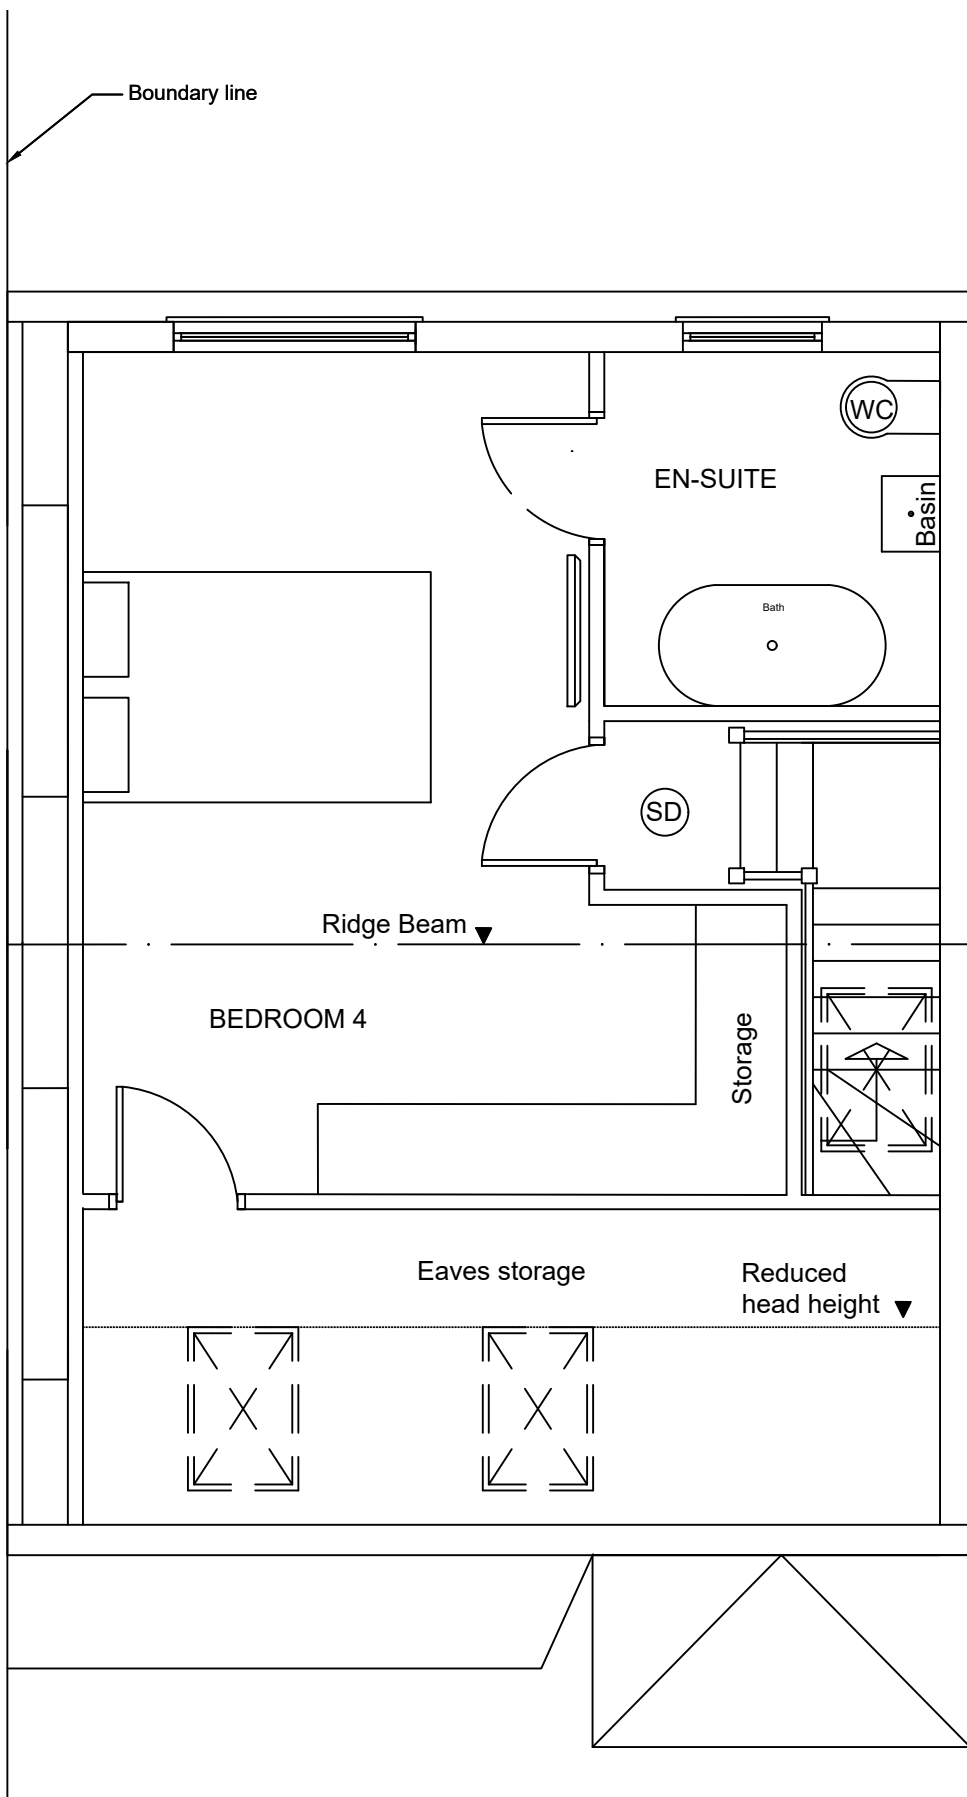 Boundary line
WC
EN-SUITE
Basin
Bath
SD
Ridge Beam
BEDROOM 4
Storage
Eaves storage
Reduced
head height